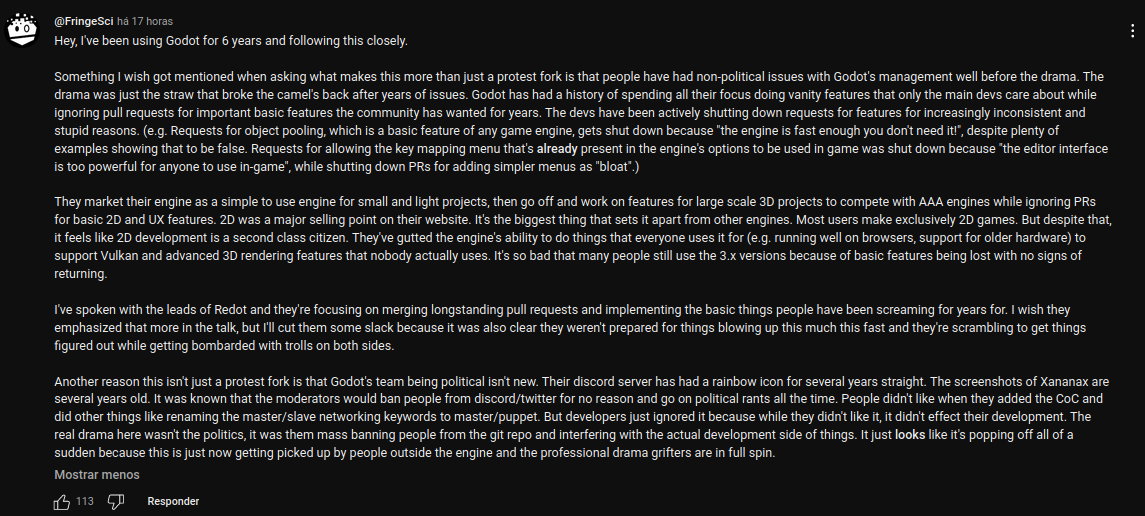 @FringeSci há 17 horas
Hey, I've been using Godot for 6 years and following this closely.
Something I wish got mentioned when asking what makes this more than just a protest fork is that people have had non-political issues with Godot's management well before the drama. The
drama was just the straw that broke the camel's back after years of issues. Godot has had a history of spending all their focus doing vanity features that only the main devs care about while
ignoring pull requests for important basic features the community has wanted for years. The devs have been actively shutting down requests for features for increasingly inconsistent and
stupid reasons. (e.g. Requests for object pooling, which is a basic feature of any game engine, gets shut down because "the engine is fast enough you don't need it!", despite plenty of
examples showing that to be false. Requests for allowing the key mapping menu that's already present in the engine's options to be used in game was shut down because "the editor interface
is too powerful for anyone to use in-game", while shutting down PRs for adding simpler menus as "bloat".)
They market their engine as a simple to use engine for small and light projects, then go off and work on features for large scale 3D projects to compete with AAA engines while ignoring PRs
for basic 2D and UX features. 2D was a major selling point on their website. It's the biggest thing that sets it apart from other engines. Most users make exclusively 2D games. But despite that,
it feels like 2D development is a second class citizen. They've gutted the engine's ability to do things that everyone uses it for (e.g. running well on browsers, support for older hardware) to
support Vulkan and advanced 3D rendering features that nobody actually uses. It's so bad that many people still use the 3.x versions because of basic features being lost with no signs of
returning.
I've spoken with the leads of Redot and they're focusing on merging longstanding pull requests and implementing the basic things people have been screaming for years for. I wish they
emphasized that more in the talk, but I'll cut them some slack because it was also clear they weren't prepared for things blowing up this much this fast and they're scrambling to get things
figured out while getting bombarded with trolls on both sides.
Another reason this isn't just a protest fork is that Godot's team being political isn't new. Their discord server has had a rainbow icon for several years straight. The screenshots of Xananax are
several years old. It was known that the moderators would ban people from discord/twitter for no reason and go on political rants all the time. People didn't like when they added the CoC and
did other things like renaming the master/slave networking keywords to master/puppet. But developers just ignored it because while they didn't like it, it didn't effect their development. The
real drama here wasn't the politics, it was them mass banning people from the git repo and interfering with the actual development side of things. It just looks like it's popping off all of a
sudden because this is just now getting picked up by people outside the engine and the professional drama grifters are in full spin.
Mostrar menos
113 Responder